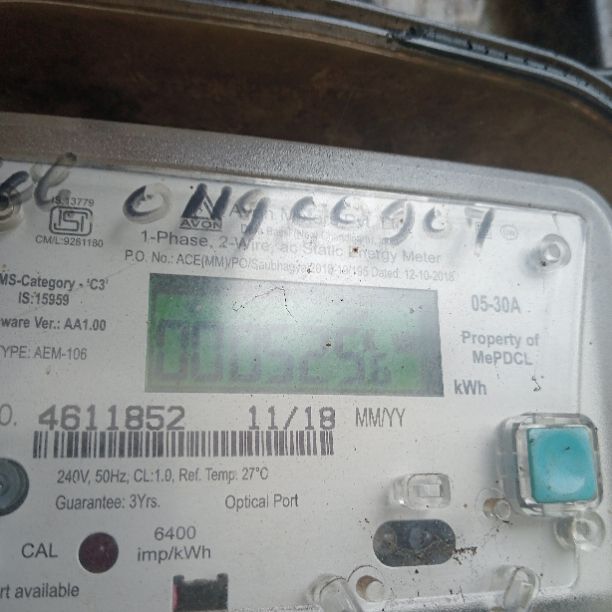 IS:13779
ISI
CM/L:9261180
AVON
1-Phase, 2-Wire, ac Static Energy Meter
P.O. No.: ACE(MM)/PO/Saubhagya/2018-19/195 Dated: 12-10-2018
MS-Category - 'C3'
IS:15959
ware Ver.: AA1.00
TYPE: AEM-106
05-30A
Property of
MePDCL
kWh
O. 4611852 11/18 MM/YY
240V, 50Hz; CL:1.0, Ref. Temp. 27°C
Guarantee: 3Yrs. Optical Port
CAL 6400
imp/kWh
rt available